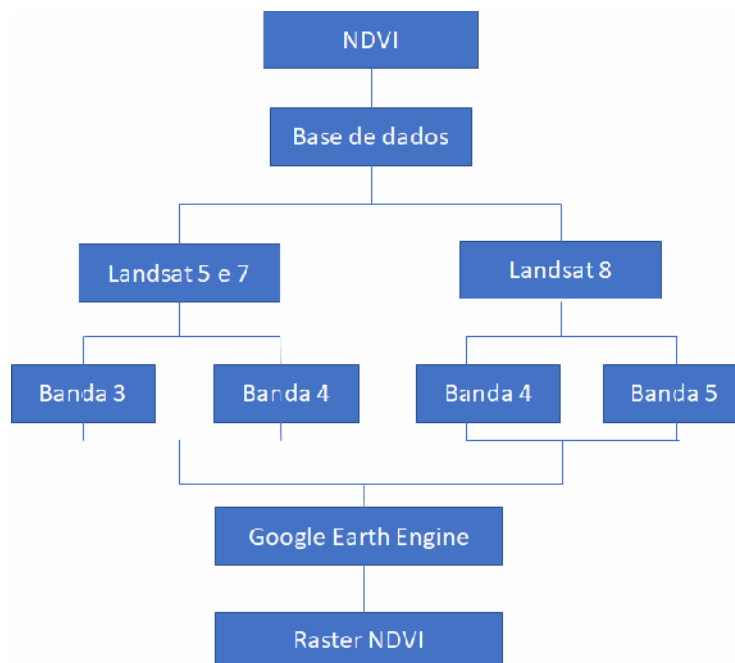 NDVI
Base de dados
Landsat 5 e 7
Landsat 8
Banda 3
Banda 4
Banda 4
Banda 5
Google Earth Engine
Raster NDVI